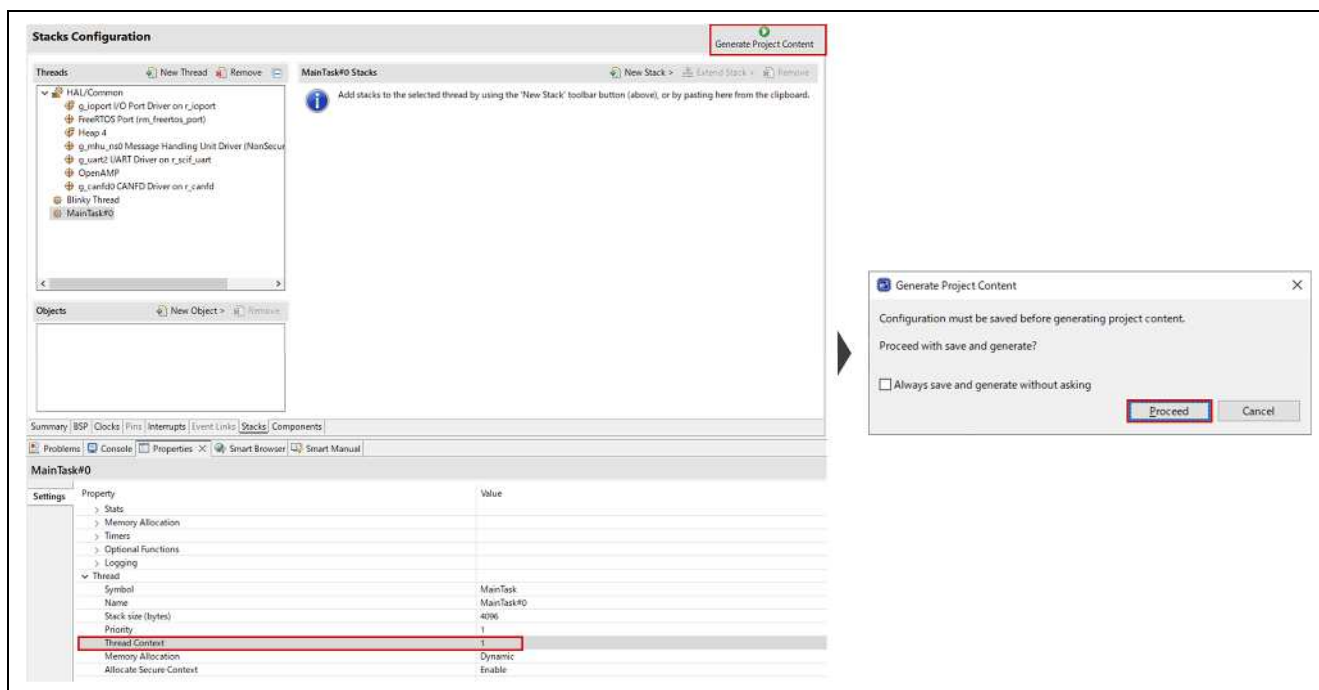 Stacks Configuration
Generate Project Content
Threads
New Thread Remove
HAL/Common
g_ioport I/O Port Driver on r_ioport
FreeRTOS Port (rm_freertos_port)
Heap 4
g_mhu_ns0 Message Handling Unit Driver (NonSecur
g_uart2 UART Driver on r_scif_uart
OpenAMP
g_canfd0 CANFD Driver on r_canfd
Blinky Thread
MainTask#0
MainTask#0 Stacks
New Stack > Extend Stack > Remove
Add stacks to the selected thread by using the 'New Stack' toolbar button (above), or by pasting here from the clipboard.
Objects
New Object > Remove
Summary BSP Clocks Pins Interrupts Event Links Stacks Components
Problems Console Properties Smart Browser Smart Manual
MainTask#0
Settings
Property Value
Stats
Memory Allocation
Timers
Optional Functions
Logging
Thread
Symbol MainTask
Name MainTask#0
Stack size (bytes) 4096
Priority 1
Thread Context 1
Memory Allocation Dynamic
Allocate Secure Context Enable
Generate Project Content
Configuration must be saved before generating project content.
Proceed with save and generate?
Always save and generate without asking
Proceed Cancel